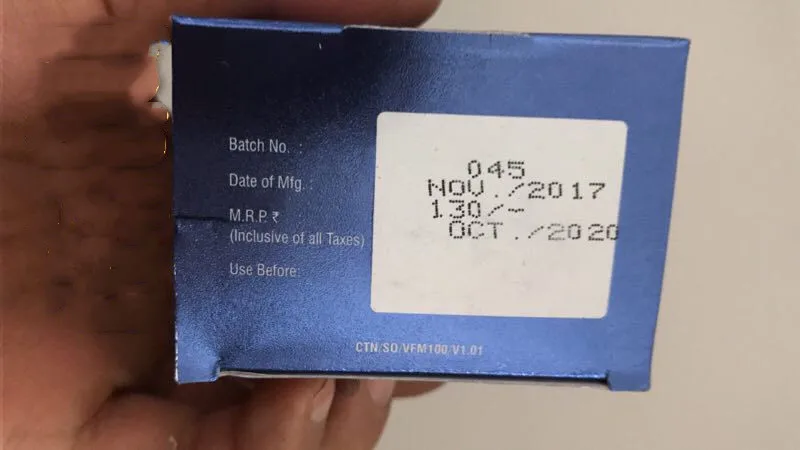 Batch No. :
045
Date of Mfg. :
NOV./2017
M.R.P. ₹
130/-
(Inclusive of all Taxes)
OCT./2020
Use Before:
CTN/SO/VFM100/V1.01